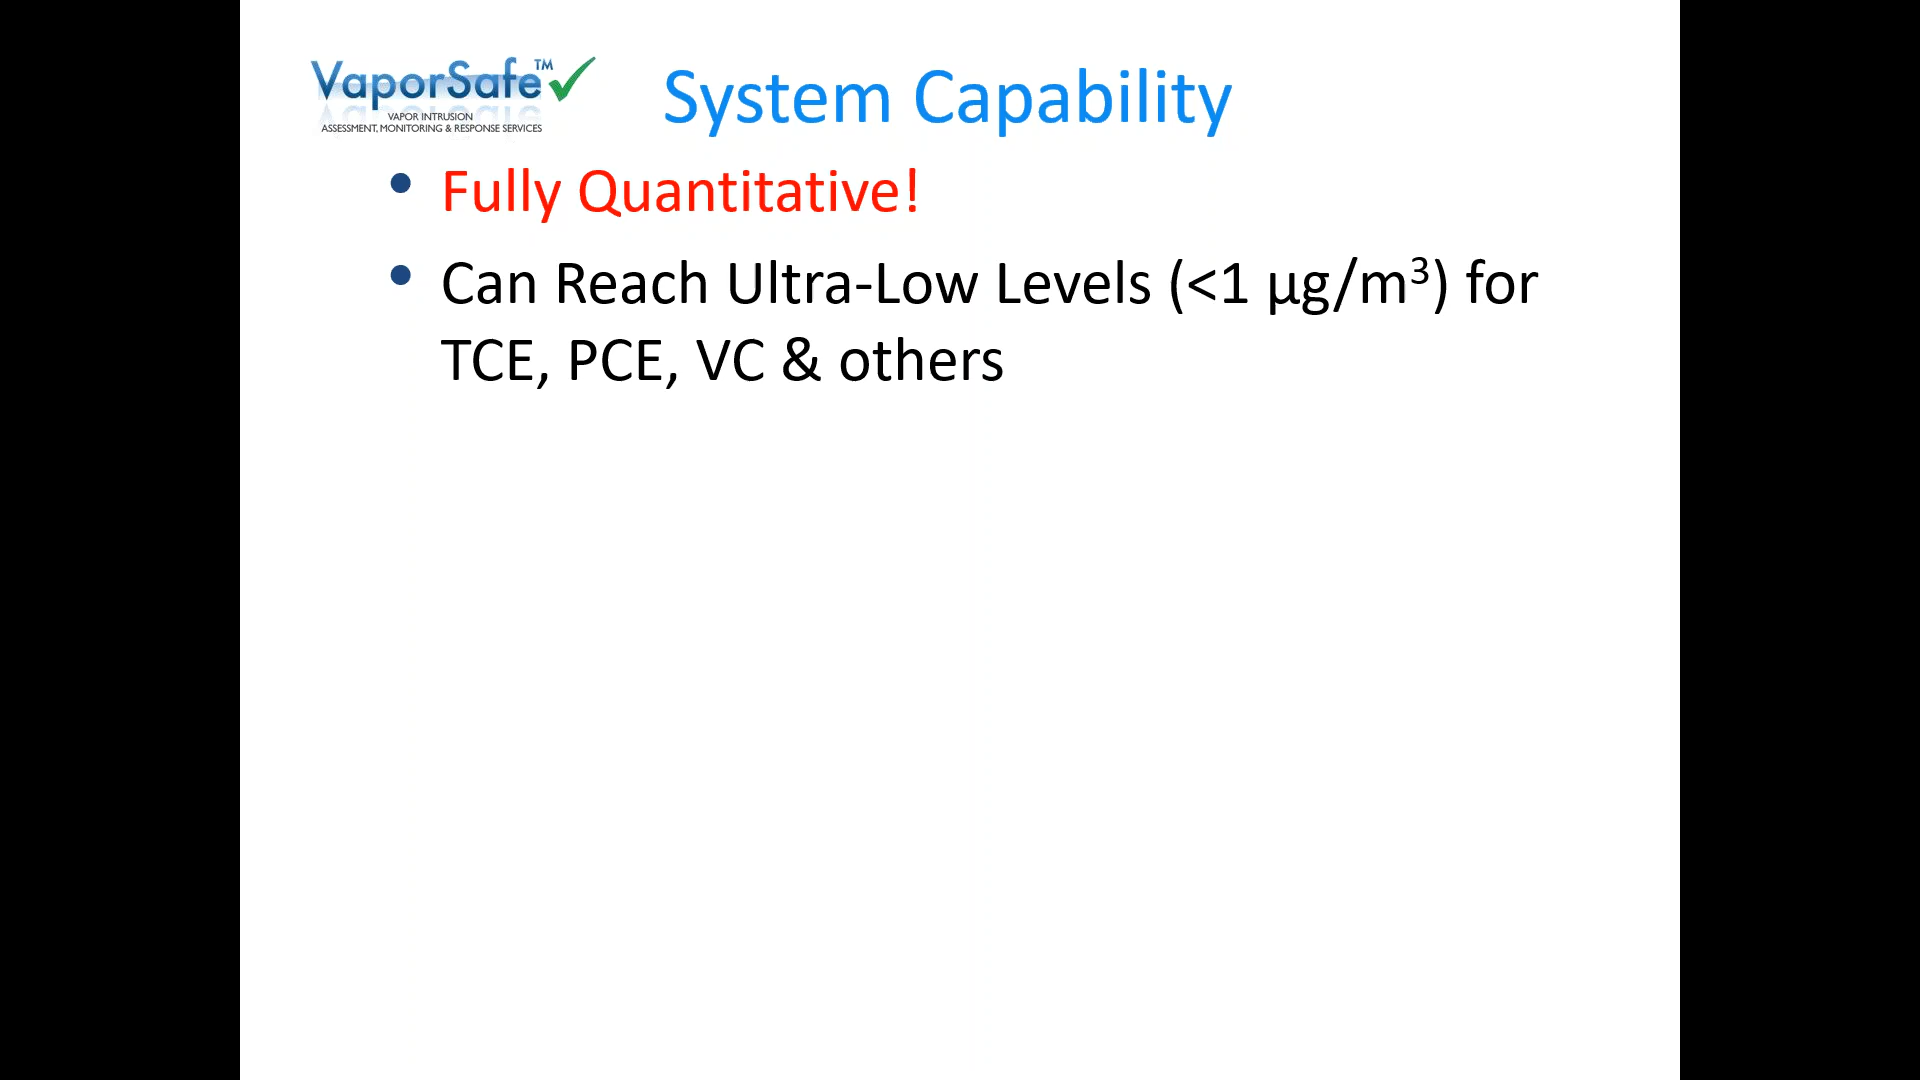 VaporSafe™
VAPOR INTRUSION
ASSESSMENT, MONITORING & RESPONSE SERVICES
System Capability
• Fully Quantitative!
• Can Reach Ultra-Low Levels (<1 µg/m³) for
TCE, PCE, VC & others